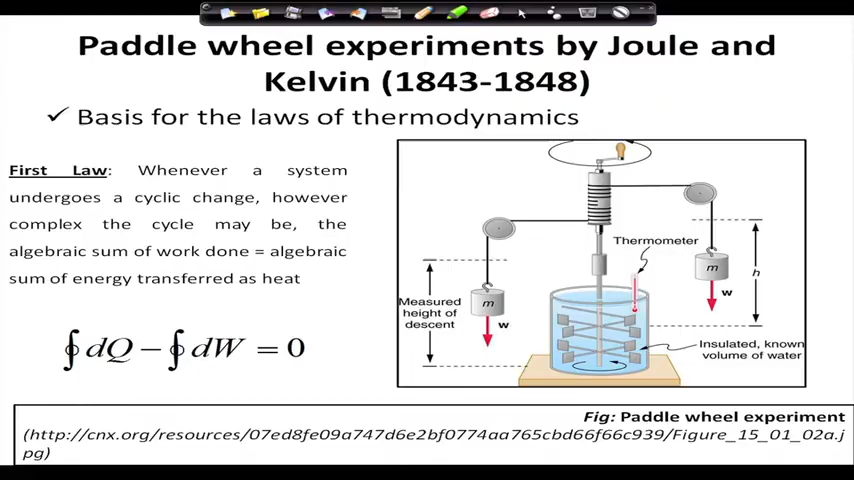 Paddle wheel experiments by Joule and
Kelvin (1843-1848)
✓ Basis for the laws of thermodynamics
First Law: Whenever a system
undergoes a cyclic change, however
complex the cycle may be, the
algebraic sum of work done = algebraic
sum of energy transferred as heat
∮dQ − ∮dW = 0
Thermometer
m
h
w
Measured
height of
descent
m
w
Insulated, known
volume of water
Fig: Paddle wheel experiment
(http://cnx.org/resources/07ed8fe09a747d6e2bf0774aa765cbd66f66c939/Figure_15_01_02a.j
pg)